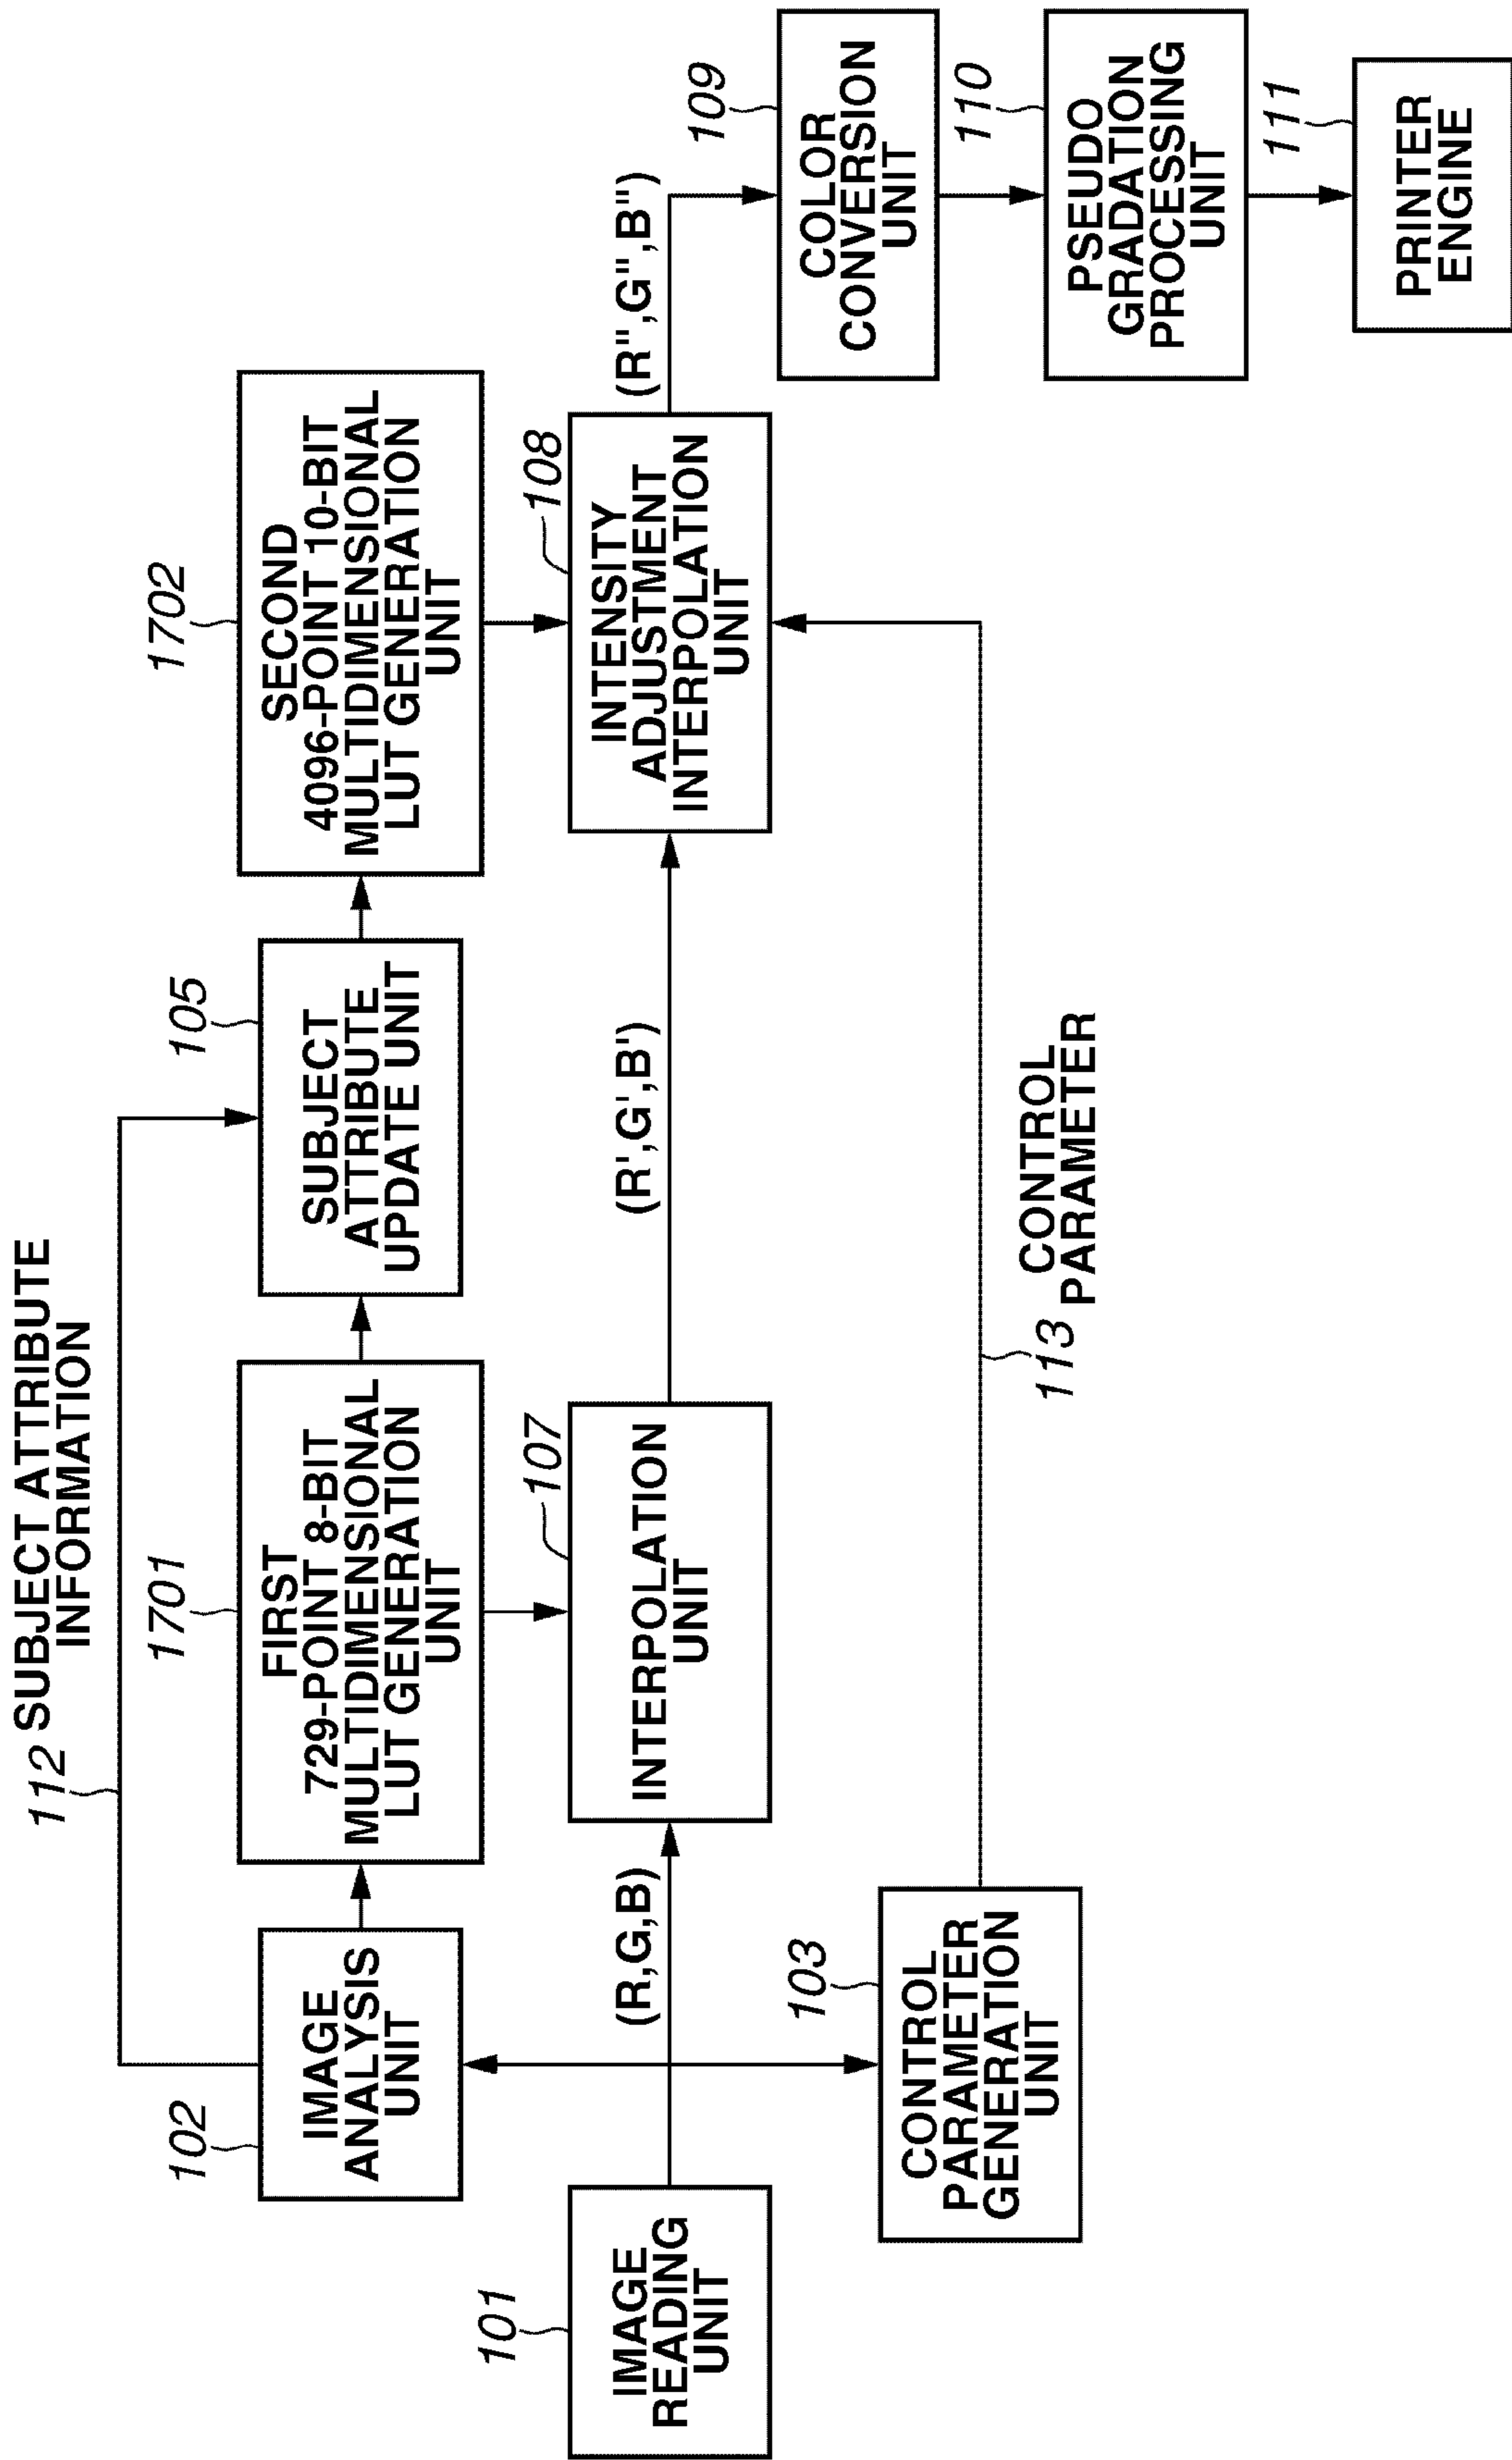 112
SUBJECT ATTRIBUTE
INFORMATION
102
IMAGE
ANALYSIS
UNIT
1701
FIRST
729-POINT 8-BIT
MULTIDIMENSIONAL
LUT GENERATION
UNIT
105
SUBJECT
ATTRIBUTE
UPDATE UNIT
1702
SECOND
4096-POINT 10-BIT
MULTIDIMENSIONAL
LUT GENERATION
UNIT
101
IMAGE
READING
UNIT
(R,G,B)
107
INTERPOLATION
UNIT
(R',G',B')
108
INTENSITY
ADJUSTMENT
INTERPOLATION
UNIT
(R'',G'',B'')
109
COLOR
CONVERSION
UNIT
110
PSEUDO
GRADATION
PROCESSING
UNIT
111
PRINTER
ENGINE
103
CONTROL
PARAMETER
GENERATION
UNIT
113
CONTROL
PARAMETER